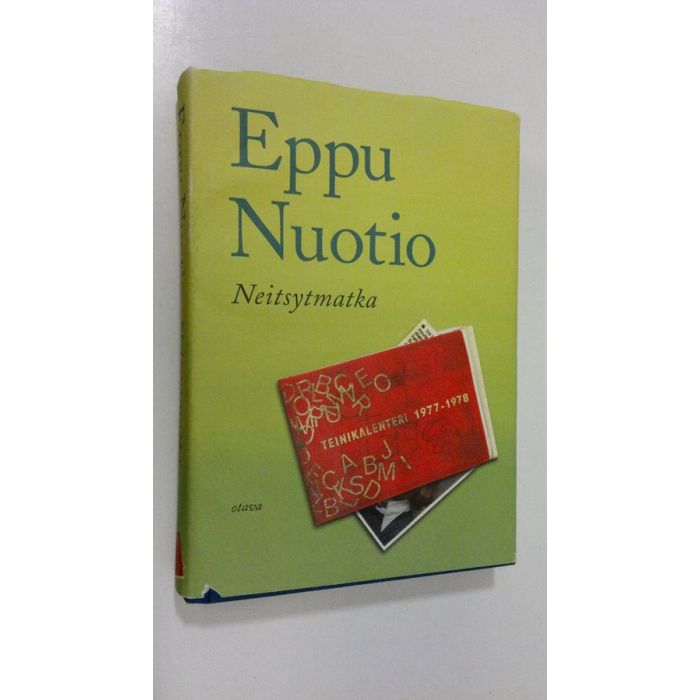 Eppu
Nuotio
Neitsytmatka
TEINIKALENTERI 1977-1978
otava